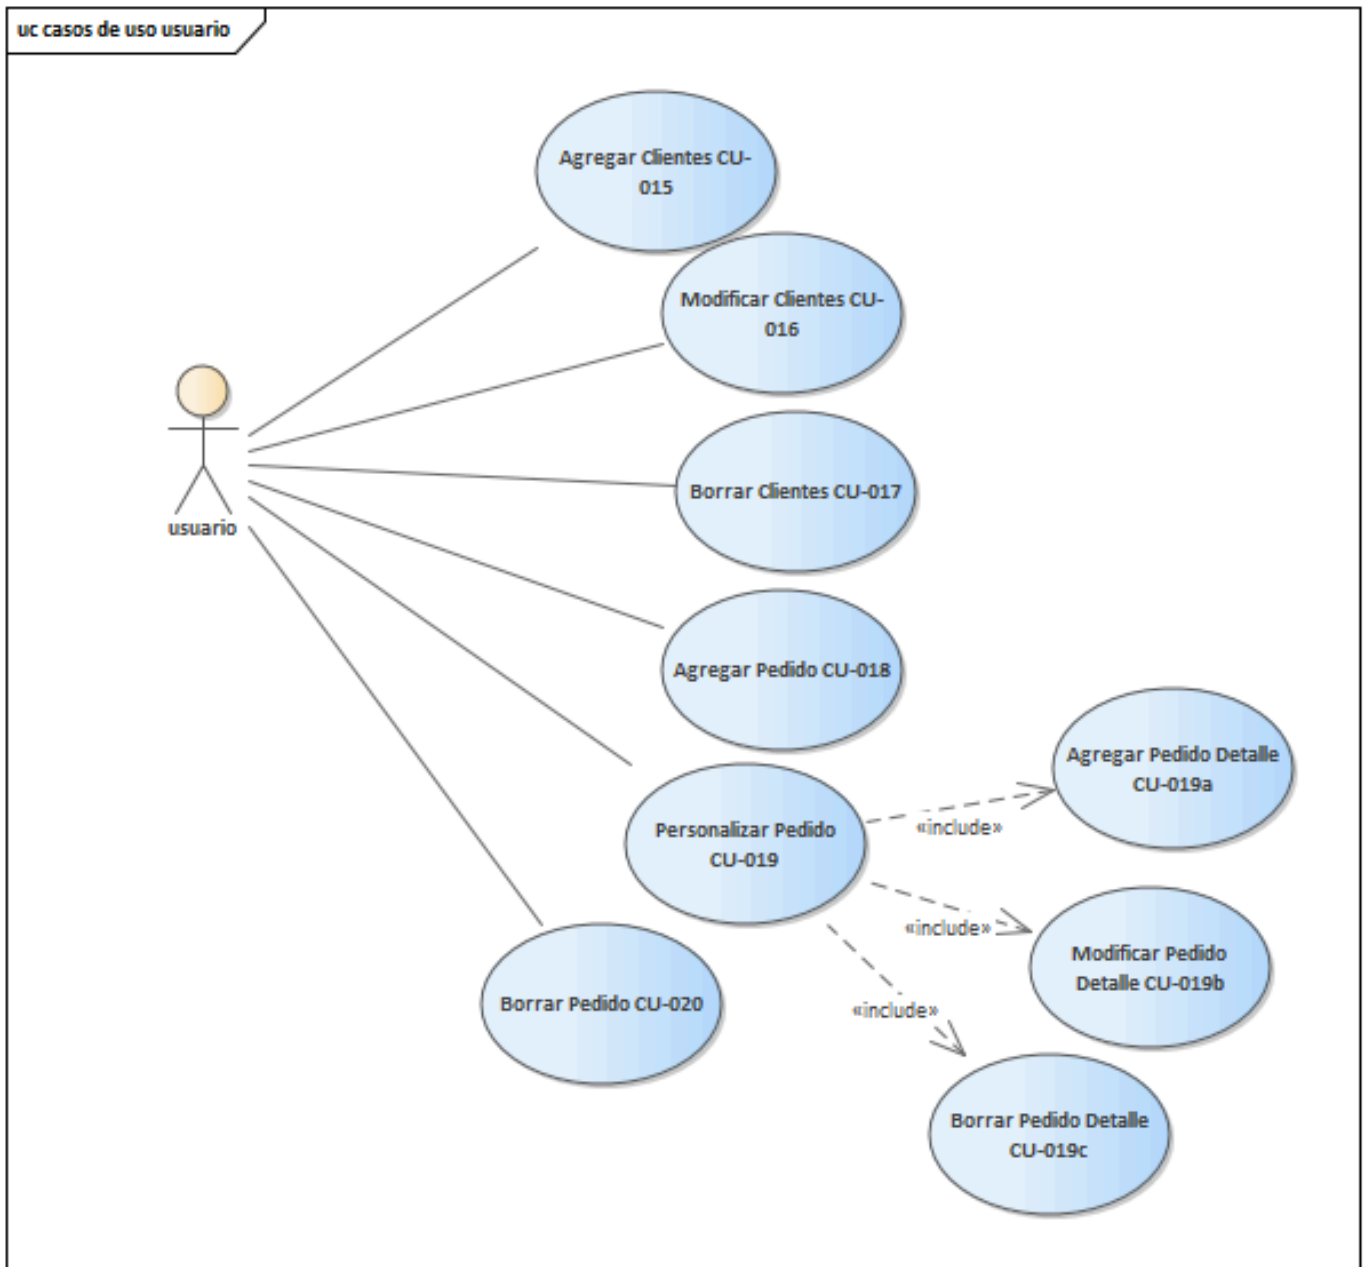 uc casos de uso usuario
Agregar Clientes CU-
015
Modificar Clientes CU-
016
Borrar Clientes CU-017
usuario
Agregar Pedido CU-018
Agregar Pedido Detalle
CU-019a
«include»
Personalizar Pedido
CU-019
«include»
Modificar Pedido
Detalle CU-019b
«include»
Borrar Pedido CU-020
Borrar Pedido Detalle
CU-019c